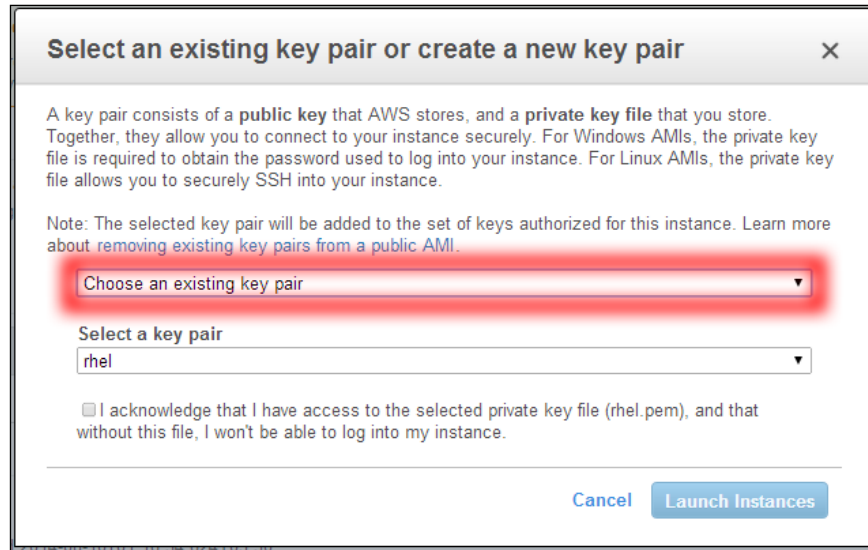 Select an existing key pair or create a new key pair ×
A key pair consists of a public key that AWS stores, and a private key file that you store.
Together, they allow you to connect to your instance securely. For Windows AMIs, the private key
file is required to obtain the password used to log into your instance. For Linux AMIs, the private key
file allows you to securely SSH into your instance.
Note: The selected key pair will be added to the set of keys authorized for this instance. Learn more
about removing existing key pairs from a public AMI.
Choose an existing key pair
Select a key pair
rhel
I acknowledge that I have access to the selected private key file (rhel.pem), and that
without this file, I won't be able to log into my instance.
Cancel Launch Instances